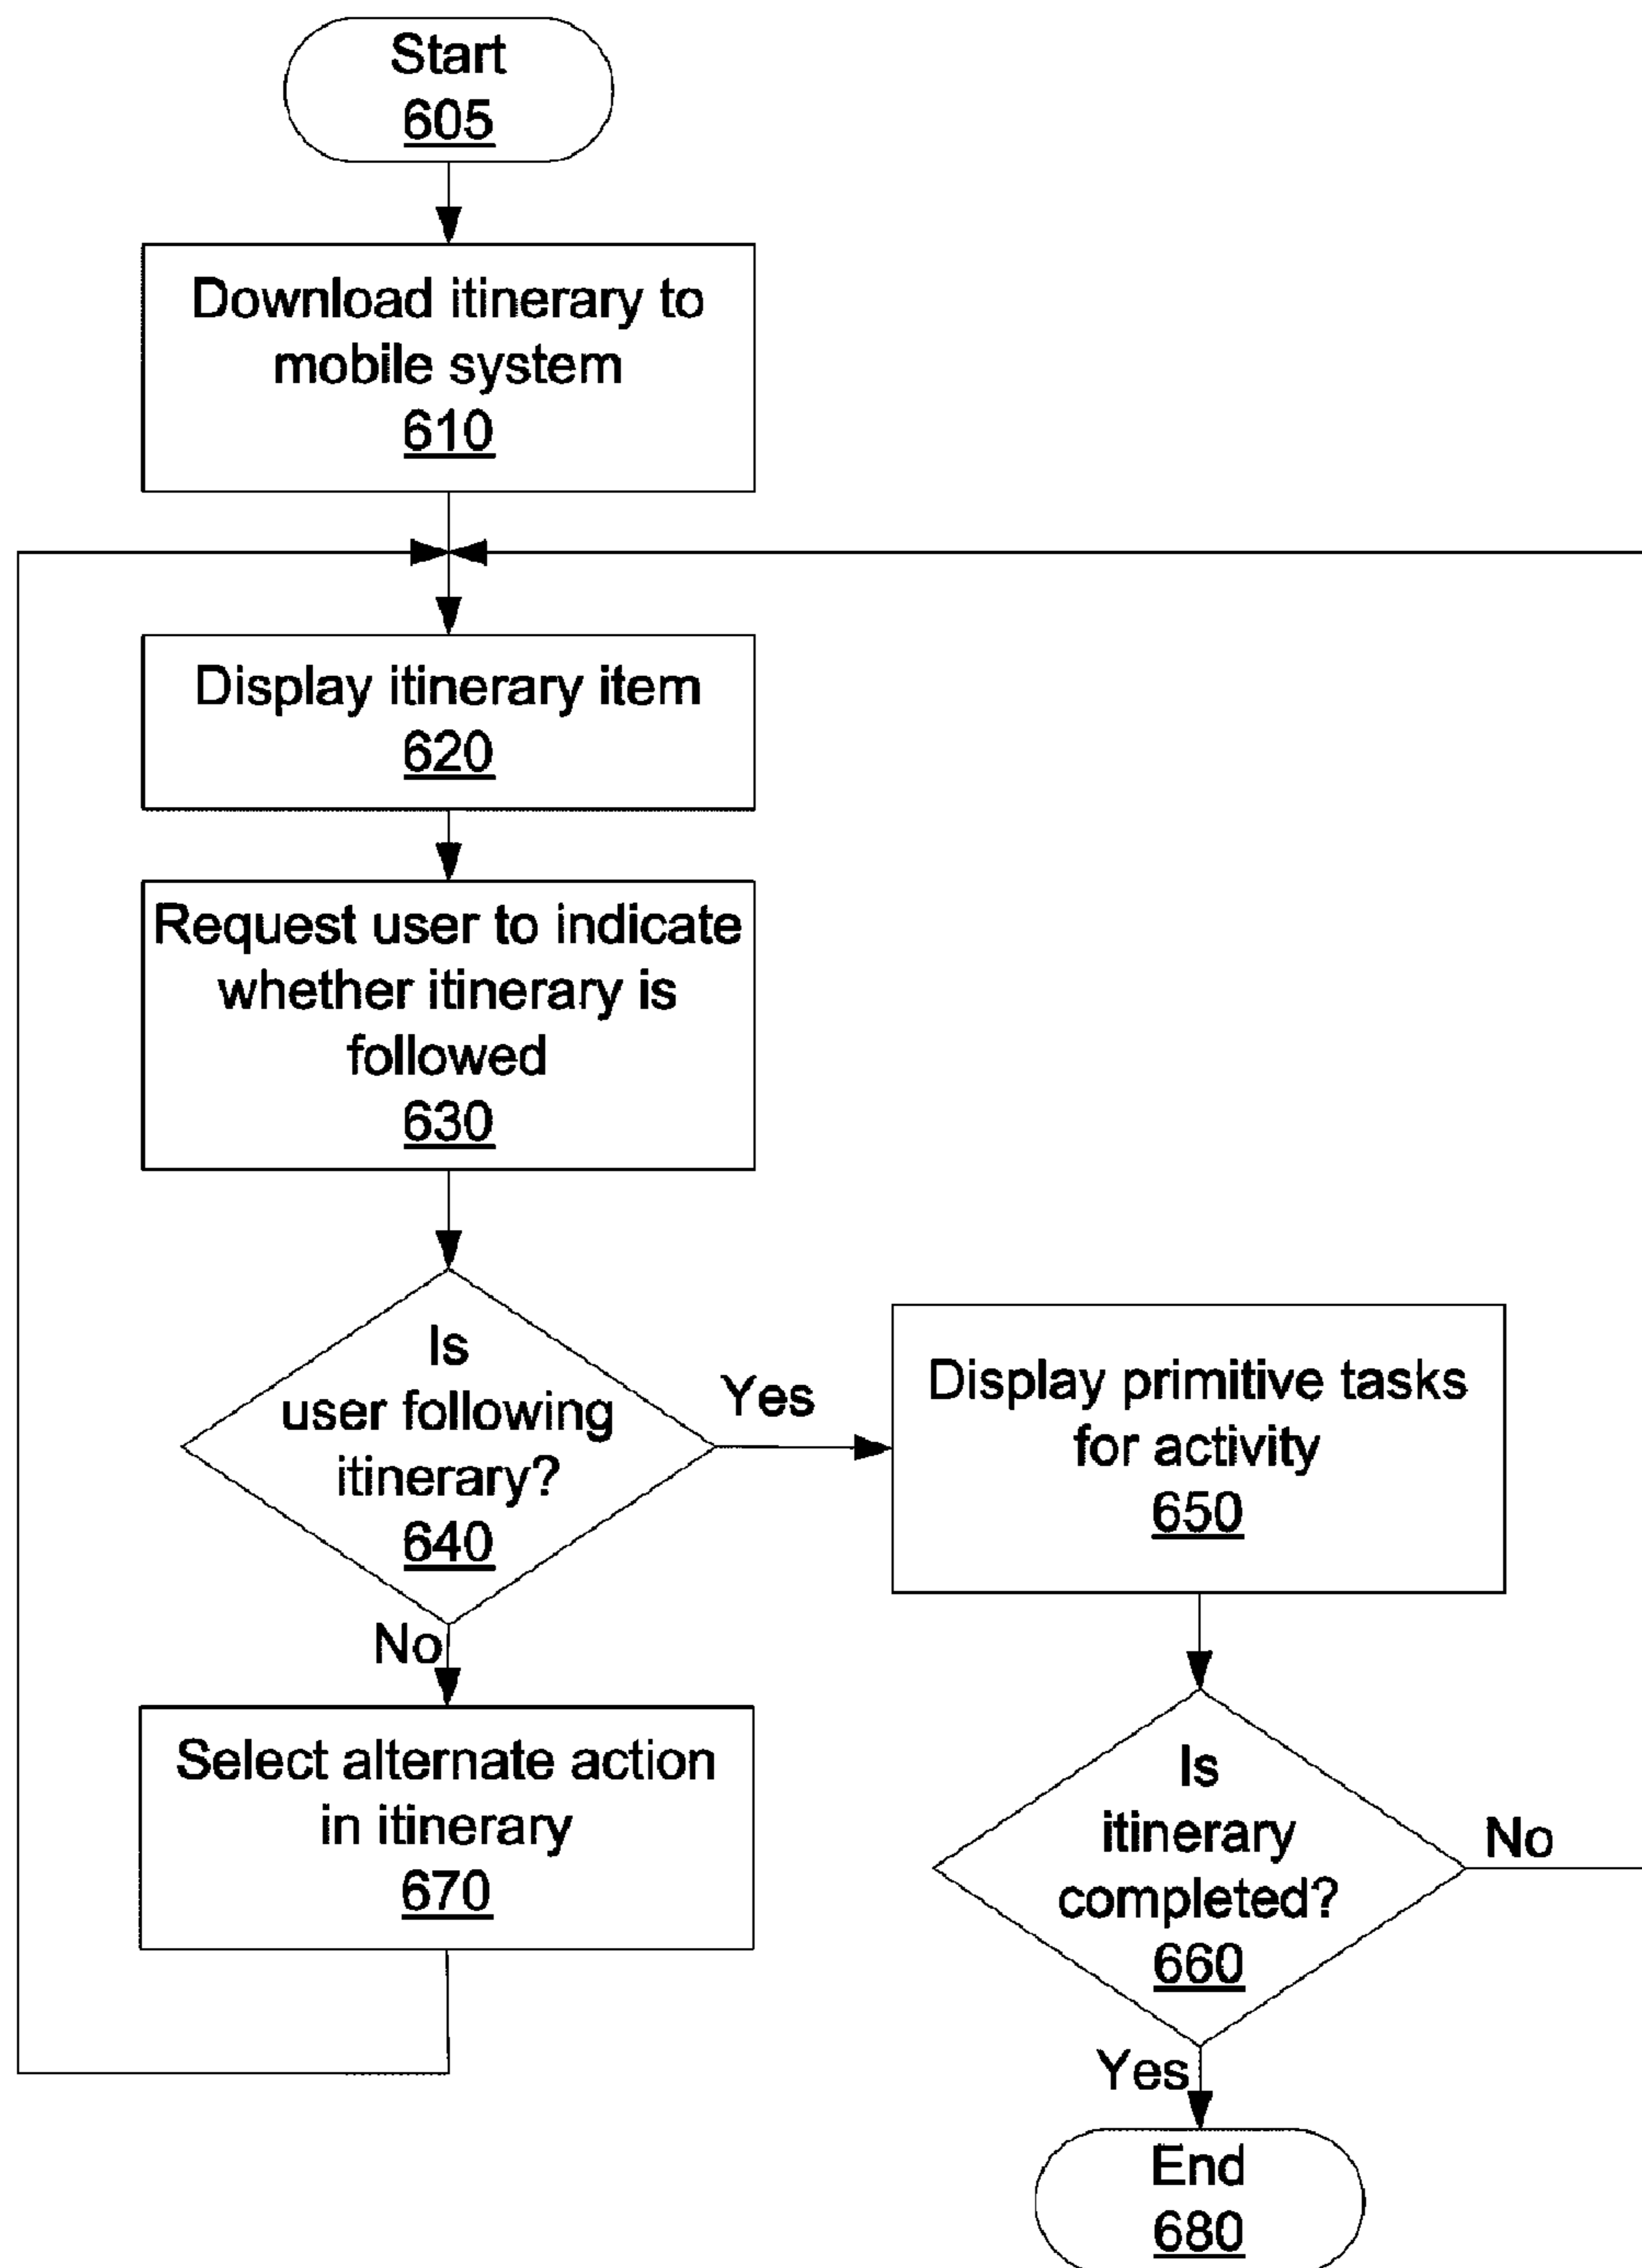 Start
605
Download itinerary to
mobile system
610
Display itinerary item
620
Request user to indicate
whether itinerary is
followed
630
Is
user following
itinerary?
640
Yes
No
Display primitive tasks
for activity
650
Select alternate action
in itinerary
670
Is
itinerary
completed?
660
No
Yes
End
680